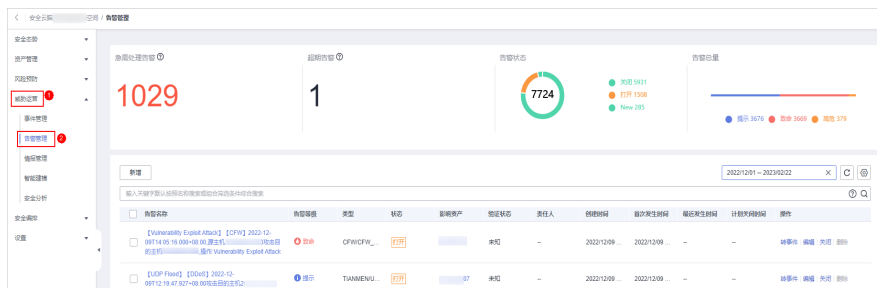 安全云脑 空间 / 告警管理
安全态势
资产管理
风险预防
威胁运营 1
事件管理
告警管理 2
情报管理
智能建模
安全分析
安全编排
设置
急需处理告警
1029
超期告警
1
告警状态
7724
关闭 5931
打开 1508
New 285
告警总量
提示 3676 致命 3669 高危 379
新增
2022/12/01 – 2023/02/22
输入关键字默认按照名称搜索或组合筛选条件综合搜索
告警名称 告警等级 类型 状态 影响资产 验证状态 责任人 创建时间 首次发生时间 最近发生时间 计划关闭时间 操作
【Vulnerability Exploit Attack】【CFW】2022-12-
09T14:05:16.000+08:00,源主机 攻击目
的主机 ,操作 Vulnerability Exploit Attack
致命 CFW/CFW_... 打开 未知 -- 2022/12/09 ... 2022/12/09 ... -- -- 转事件 编辑 关闭 删除
【UDP Flood】【DDoS】2022-12-
09T12:19:47.927+08:00攻击目的主机2
提示 TIANMEN/U... 打开 07 未知 -- 2022/12/09 ... 2022/12/09 ... -- -- 转事件 编辑 关闭 删除